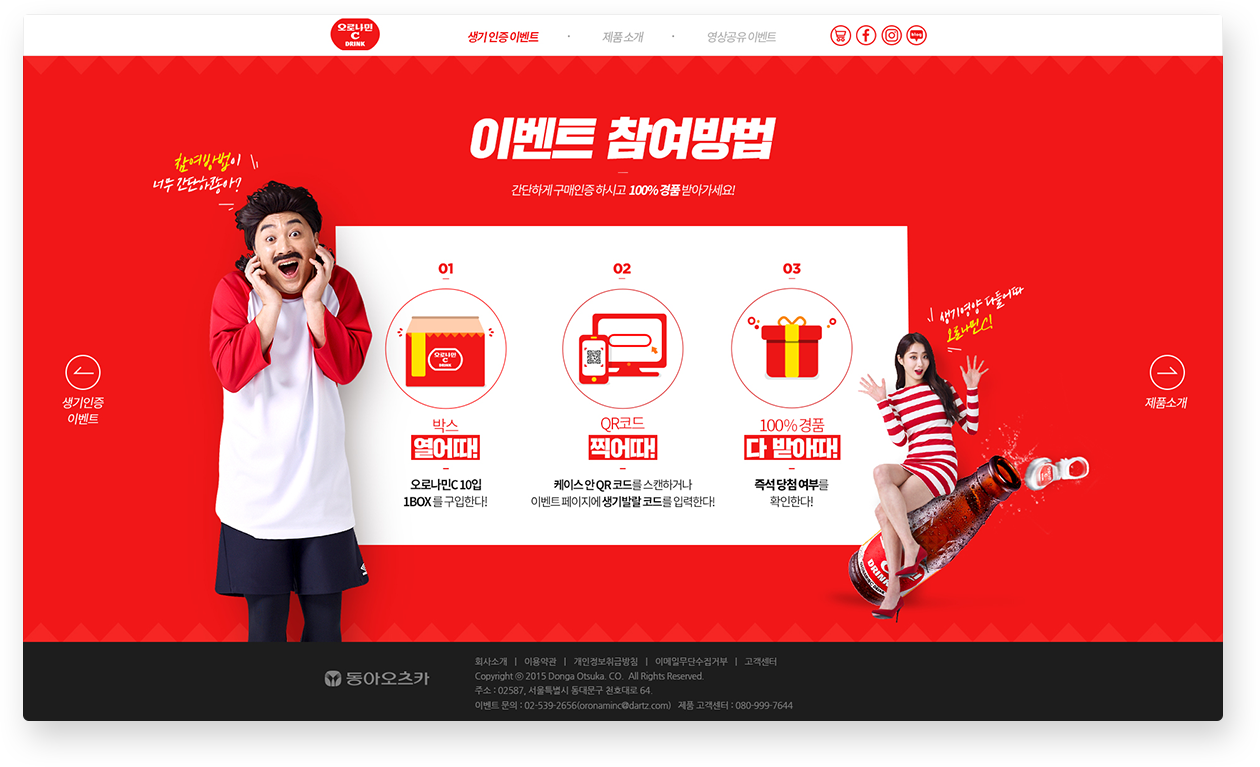 오로나민
C
DRINK
생기 인증 이벤트 · 제품 소개 · 영상공유 이벤트
blog
이벤트 참여방법
간단하게 구매인증 하시고 100% 경품 받아가세요!
참여방법이
너무 간단하잖아?
01
02
03
오로나민
C
DRINK
박스
열어따!
오로나민C 10입
1BOX 를 구입한다!
QR코드
찍어따!
케이스 안 QR 코드를 스캔하거나
이벤트 페이지에 생기발랄 코드를 입력한다!
100% 경품
다 받아따!
즉석 당첨 여부를
확인한다!
생기영양 다들어따
오로나민C!
C
DRINK
생기인증
이벤트
제품소개
동아오츠카
회사소개 | 이용약관 | 개인정보취급방침 | 이메일무단수집거부 | 고객센터
Copyright ⓒ 2015 Donga Otsuka. CO. All Rights Reserved.
주소 : 02587, 서울특별시 동대문구 천호대로 64.
이벤트 문의 : 02-539-2656(oronaminc@dartz.com) 제품 고객센터 : 080-999-7644